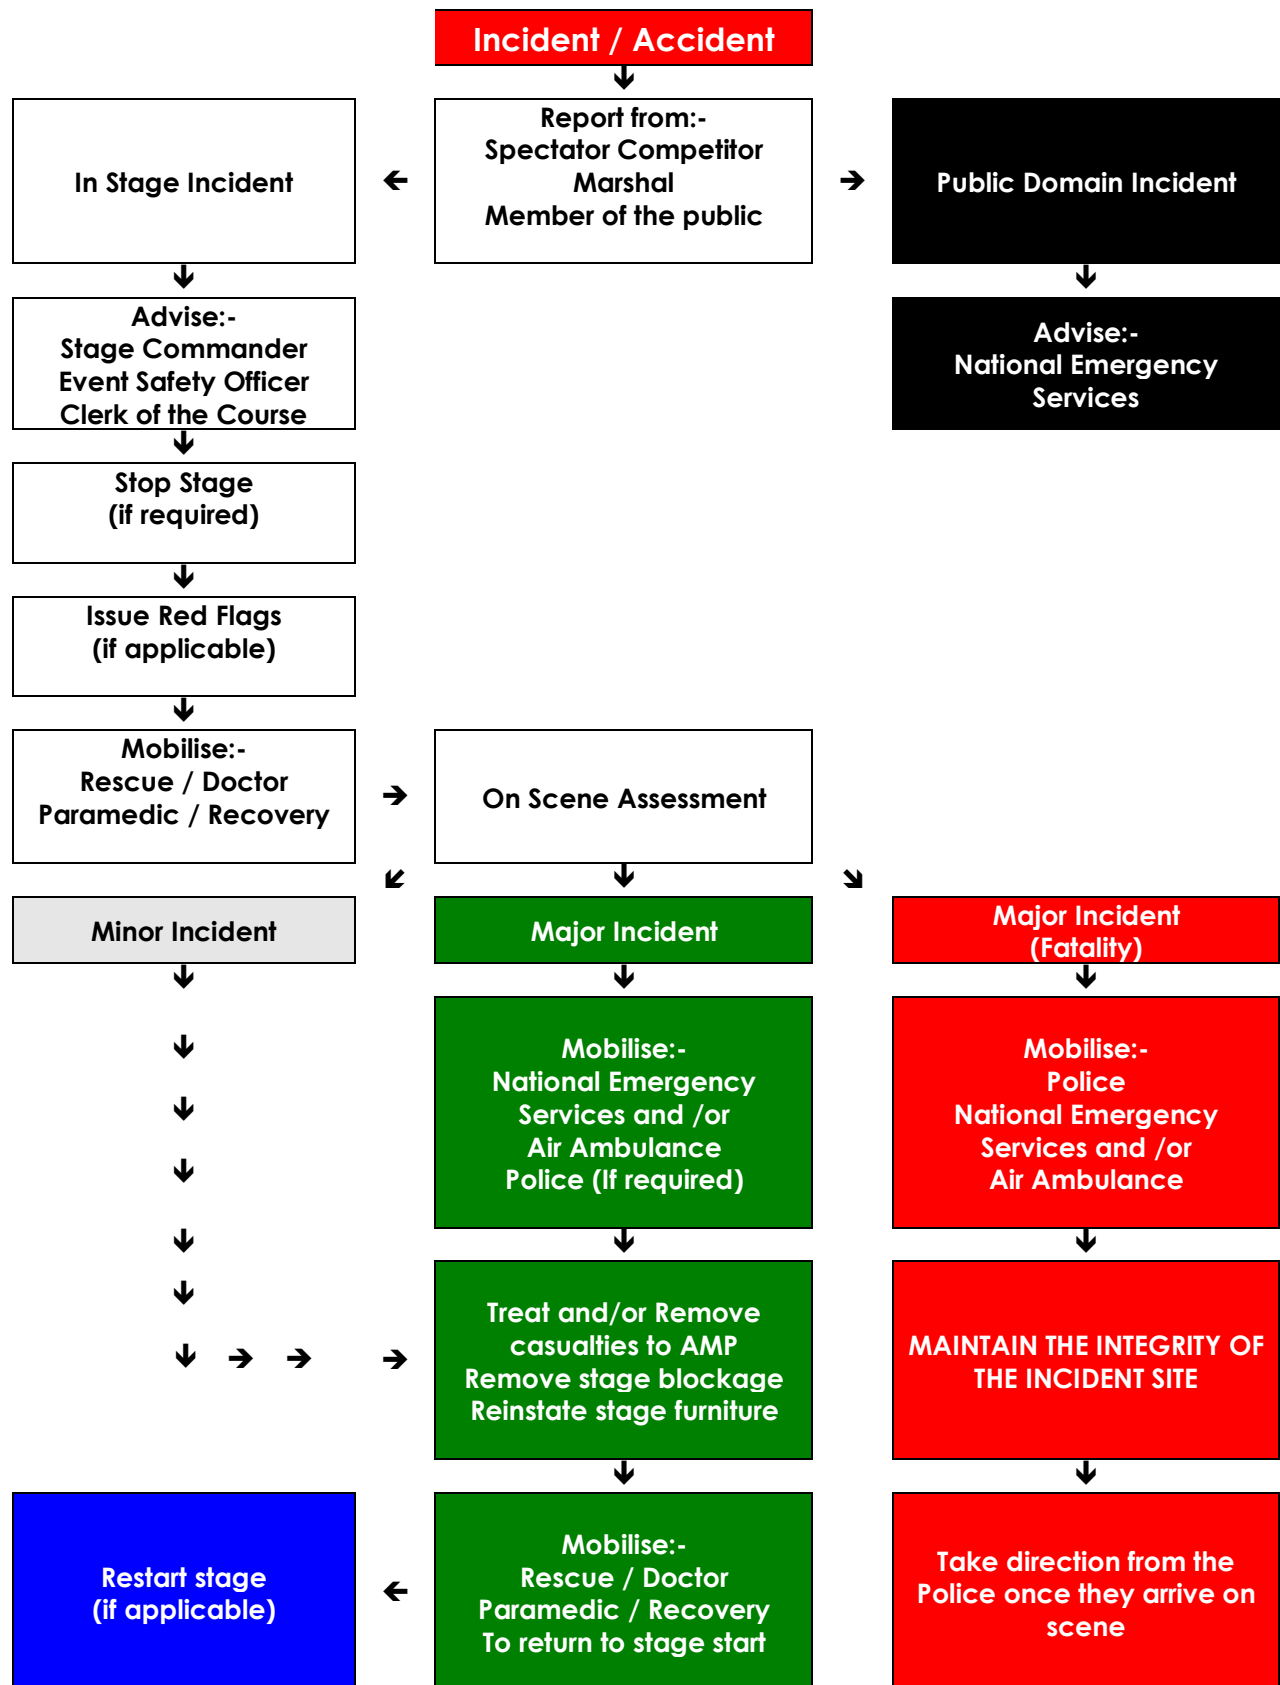 Incident / Accident
In Stage Incident
Report from:-
Spectator Competitor
Marshal
Member of the public
Public Domain Incident
Advise:-
Stage Commander
Event Safety Officer
Clerk of the Course
Advise:-
National Emergency
Services
Stop Stage
(if required)
Issue Red Flags
(if applicable)
Mobilise:-
Rescue / Doctor
Paramedic / Recovery
On Scene Assessment
Minor Incident
Major Incident
Major Incident
(Fatality)
Mobilise:-
National Emergency
Services and /or
Air Ambulance
Police (If required)
Mobilise:-
Police
National Emergency
Services and /or
Air Ambulance
Treat and/or Remove
casualties to AMP
Remove stage blockage
Reinstate stage furniture
MAINTAIN THE INTEGRITY OF
THE INCIDENT SITE
Restart stage
(if applicable)
Mobilise:-
Rescue / Doctor
Paramedic / Recovery
To return to stage start
Take direction from the
Police once they arrive on
scene